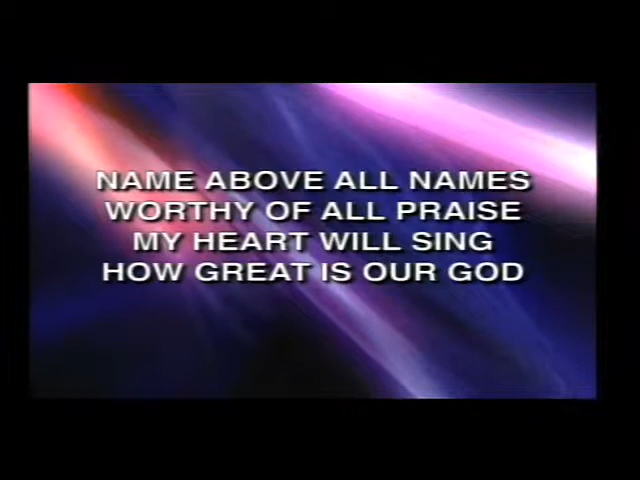 NAME ABOVE ALL NAMES
WORTHY OF ALL PRAISE
MY HEART WILL SING
HOW GREAT IS OUR GOD